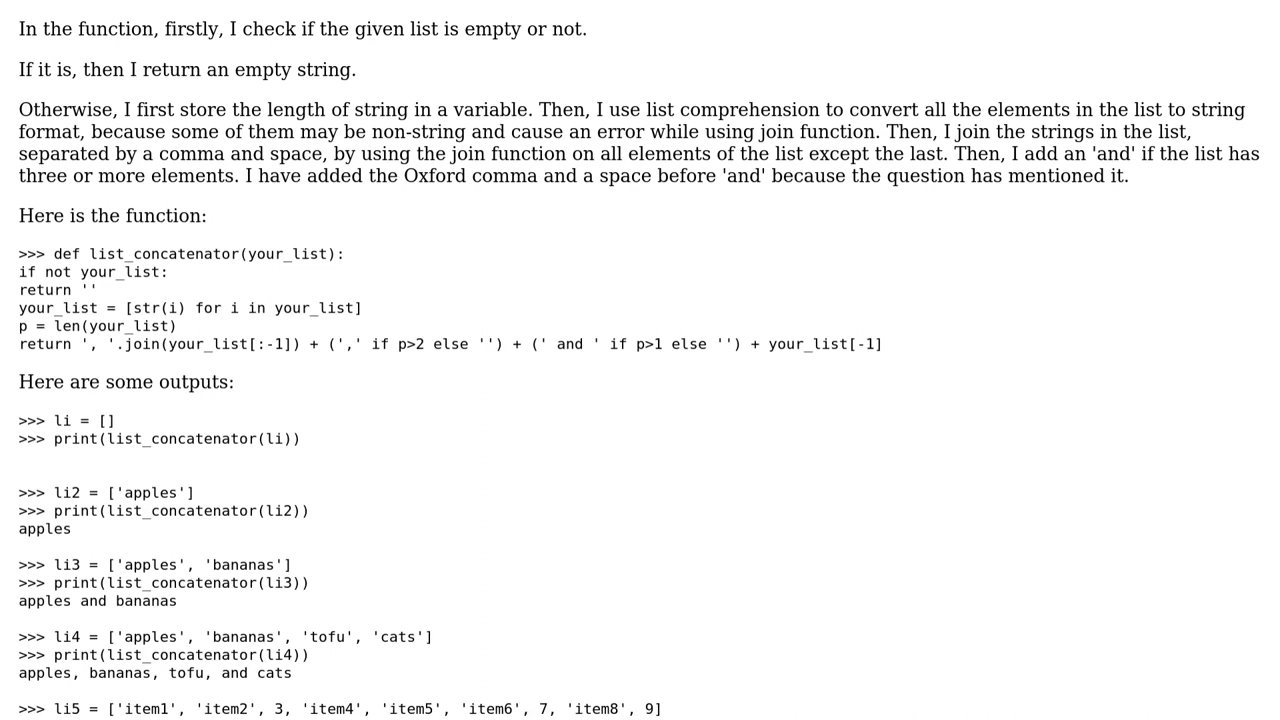 In the function, firstly, I check if the given list is empty or not.
If it is, then I return an empty string.
Otherwise, I first store the length of string in a variable. Then, I use list comprehension to convert all the elements in the list to string
format, because some of them may be non-string and cause an error while using join function. Then, I join the strings in the list,
separated by a comma and space, by using the join function on all elements of the list except the last. Then, I add an 'and' if the list has
three or more elements. I have added the Oxford comma and a space before 'and' because the question has mentioned it.
Here is the function:
>>> def list_concatenator(your_list):
if not your_list:
return ''
your_list = [str(i) for i in your_list]
p = len(your_list)
return ', '.join(your_list[:-1]) + (',' if p>2 else '') + (' and ' if p>1 else '') + your_list[-1]
Here are some outputs:
>>> li = []
>>> print(list_concatenator(li))
>>> li2 = ['apples']
>>> print(list_concatenator(li2))
apples
>>> li3 = ['apples', 'bananas']
>>> print(list_concatenator(li3))
apples and bananas
>>> li4 = ['apples', 'bananas', 'tofu', 'cats']
>>> print(list_concatenator(li4))
apples, bananas, tofu, and cats
>>> li5 = ['item1', 'item2', 3, 'item4', 'item5', 'item6', 7, 'item8', 9]